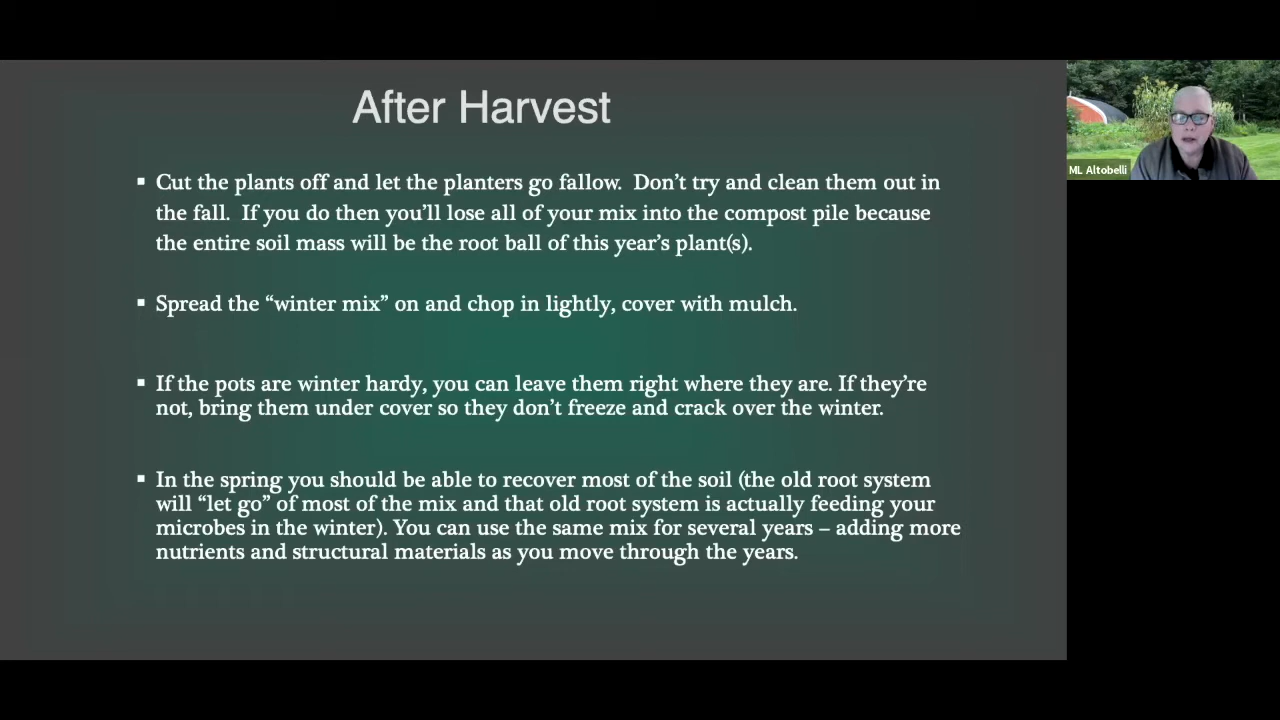 After Harvest
▪ Cut the plants off and let the planters go fallow.  Don’t try and clean them out in
the fall.  If you do then you’ll lose all of your mix into the compost pile because
the entire soil mass will be the root ball of this year’s plant(s).
▪ Spread the “winter mix” on and chop in lightly, cover with mulch.
▪ If the pots are winter hardy, you can leave them right where they are. If they’re
not, bring them under cover so they don’t freeze and crack over the winter.
▪ In the spring you should be able to recover most of the soil (the old root system
will “let go” of most of the mix and that old root system is actually feeding your
microbes in the winter). You can use the same mix for several years – adding more
nutrients and structural materials as you move through the years.
ML Altobelli